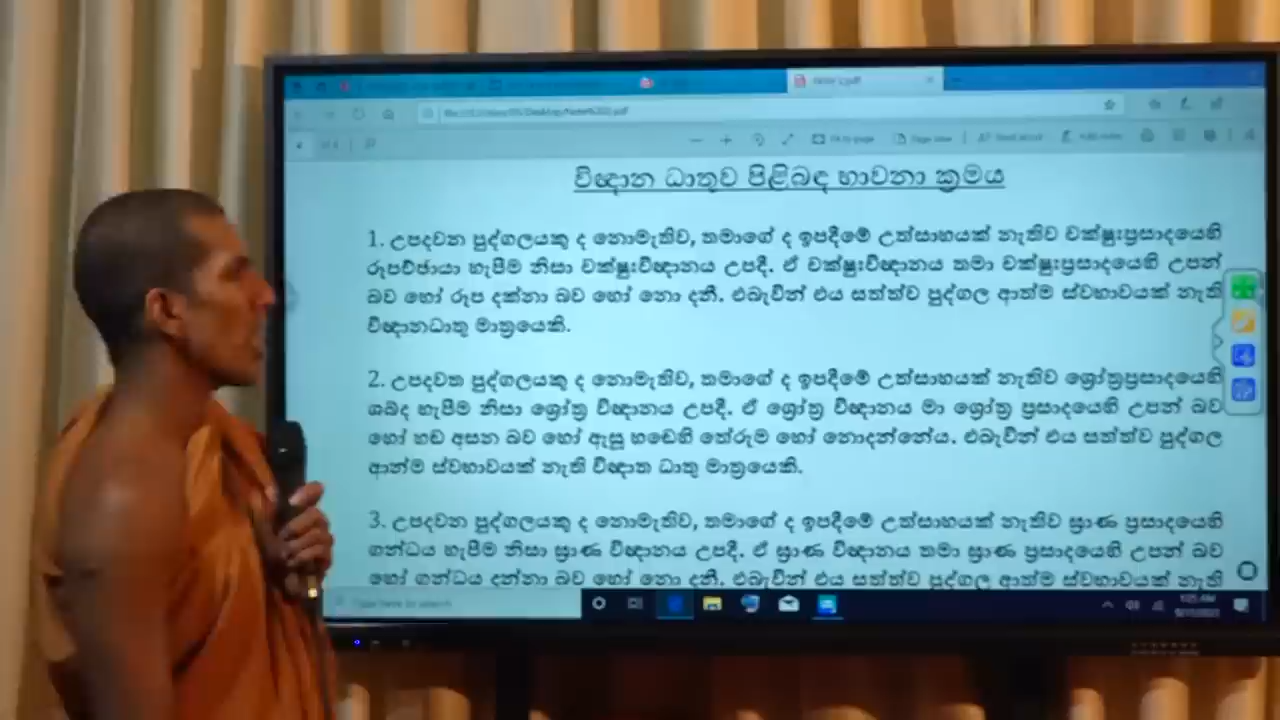 විඥාන ධාතුව පිළිබඳ භාවනා ක්‍රමය
1. උපදවන පුද්ගලයකු ද නොමැතිව, තමාගේ ද ඉපදීමේ උත්සාහයක් නැතිව චක්ෂුඃප්‍රසාදයෙහි
රූපච්ඡායා හැපීම නිසා චක්ෂුඃවිඥානය උපදී. ඒ චක්ෂුඃවිඥානය තමා චක්ෂුඃප්‍රසාදයෙහි උපන්
බව හෝ රූප දක්නා බව හෝ නො දනී. එබැවින් එය සත්ත්ව පුද්ගල ආත්ම ස්වභාවයක් නැති
විඥානධාතු මාත්‍රයෙකි.
2. උපදවන පුද්ගලයකු ද නොමැතිව, තමාගේ ද ඉපදීමේ උත්සාහයක් නැතිව ශ්‍රෝත්‍රප්‍රසාදයෙහි
ශබද හැපීම නිසා ශ්‍රෝත්‍ර විඥානය උපදී. ඒ ශ්‍රෝත්‍ර විඥානය මා ශ්‍රෝත්‍ර ප්‍රසාදයෙහි උපන් බව
හෝ හඬ අසන බව හෝ ඇසූ හඬෙහි තේරුම හෝ නොදන්නේය. එබැවින් එය සත්ත්ව පුද්ගල
ආත්ම ස්වභාවයක් නැති විඥාන ධාතු මාත්‍රයෙකි.
3. උපදවන පුද්ගලයකු ද නොමැතිව, තමාගේ ද ඉපදීමේ උත්සාහයක් නැතිව ඝ්‍රාණ ප්‍රසාදයෙහි
ගන්ධය හැපීම නිසා ඝ්‍රාණ විඥානය උපදී. ඒ ඝ්‍රාණ විඥානය තමා ඝ්‍රාණ ප්‍රසාදයෙහි උපන් බව
හෝ ගන්ධය දන්නා බව හෝ නො දනී. එබැවින් එය සත්ත්ව පුද්ගල ආත්ම ස්වභාවයක් නැති
Type here to search